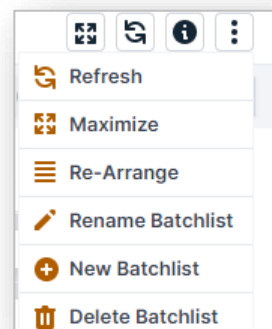 Refresh
Maximize
Re-Arrange
Rename Batchlist
New Batchlist
Delete Batchlist